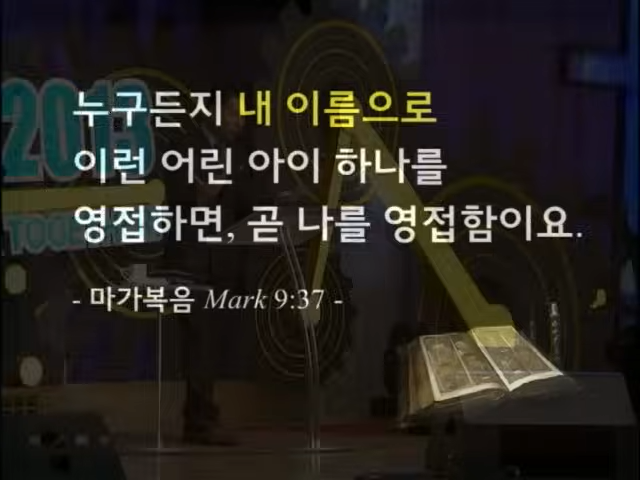 누구든지 내 이름으로
이런 어린 아이 하나를
영접하면, 곧 나를 영접함이요.
- 마가복음 Mark 9:37 -
2013